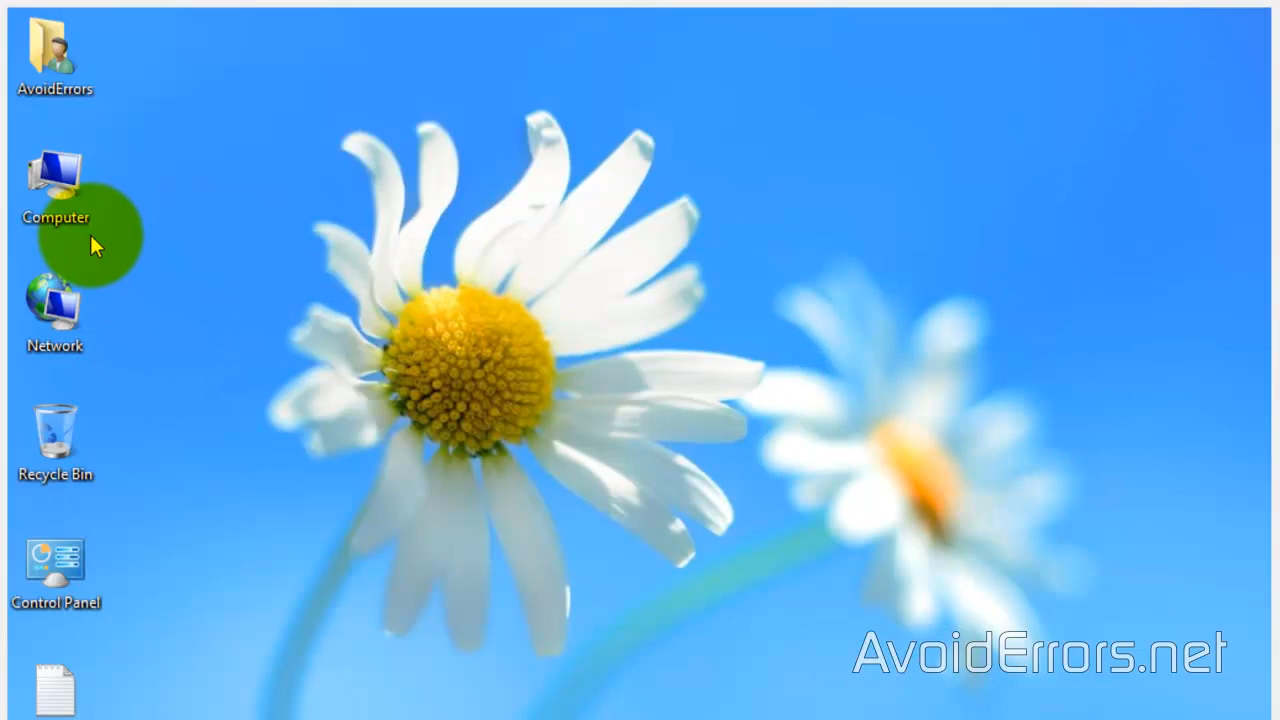 AvoidErrors
Computer
Network
Recycle Bin
Control Panel
AvoidErrors.net